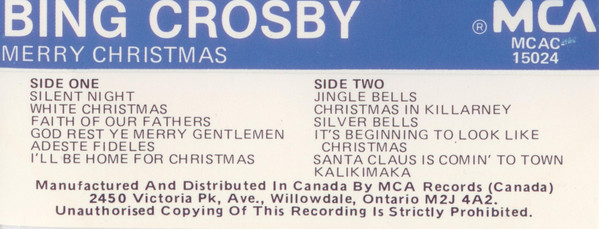 BING CROSBY
MERRY CHRISTMAS
® MCA
MCAC
15024
SIDE ONE
SILENT NIGHT
WHITE CHRISTMAS
FAITH OF OUR FATHERS
GOD REST YE MERRY GENTLEMEN
ADESTE FIDELES
I'LL BE HOME FOR CHRISTMAS
SIDE TWO
JINGLE BELLS
CHRISTMAS IN KILLARNEY
SILVER BELLS
IT'S BEGINNING TO LOOK LIKE
CHRISTMAS
SANTA CLAUS IS COMIN' TO TOWN
KALIKIMAKA
Manufactured And Distributed In Canada By MCA Records (Canada)
2450 Victoria Pk, Ave., Willowdale, Ontario M2J 4A2.
Unauthorised Copying Of This Recording Is Strictly Prohibited.